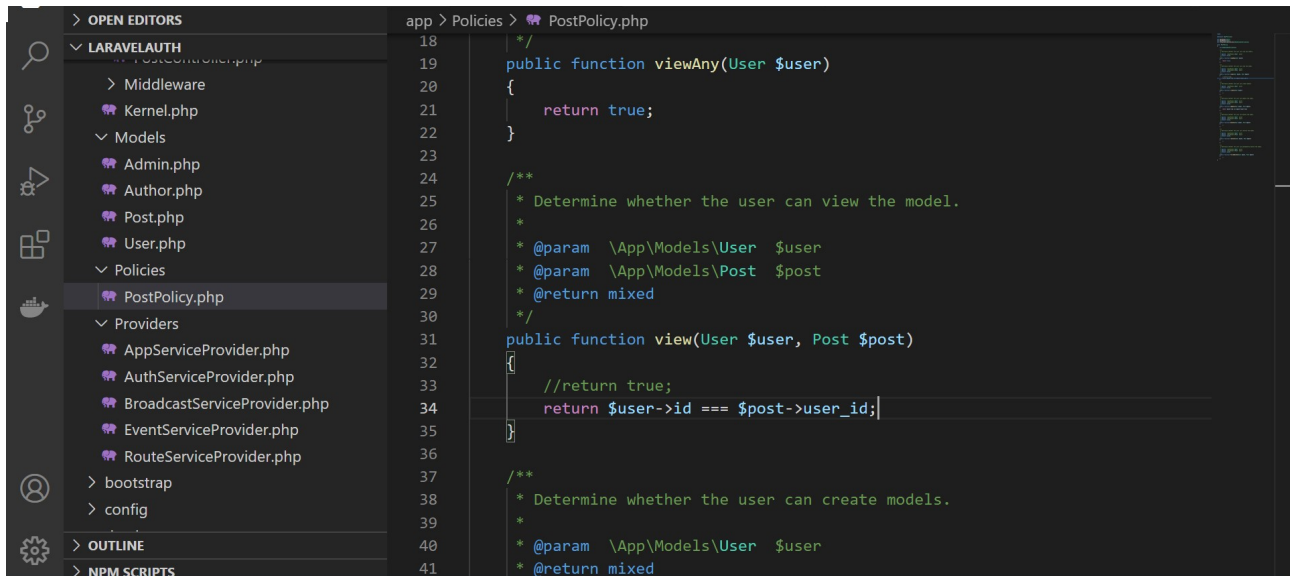 OPEN EDITORS
LARAVELAUTH
PostController.php
Middleware
Kernel.php
Models
Admin.php
Author.php
Post.php
User.php
Policies
PostPolicy.php
Providers
AppServiceProvider.php
AuthServiceProvider.php
BroadcastServiceProvider.php
EventServiceProvider.php
RouteServiceProvider.php
bootstrap
config
OUTLINE
NPM SCRIPTS
app > Policies > PostPolicy.php
18 */
19 public function viewAny(User $user)
20 {
21 return true;
22 }
23
24 /**
25 * Determine whether the user can view the model.
26 *
27 * @param \App\Models\User $user
28 * @param \App\Models\Post $post
29 * @return mixed
30 */
31 public function view(User $user, Post $post)
32 {
33 //return true;
34 return $user->id === $post->user_id;
35 }
36
37 /**
38 * Determine whether the user can create models.
39 *
40 * @param \App\Models\User $user
41 * @return mixed